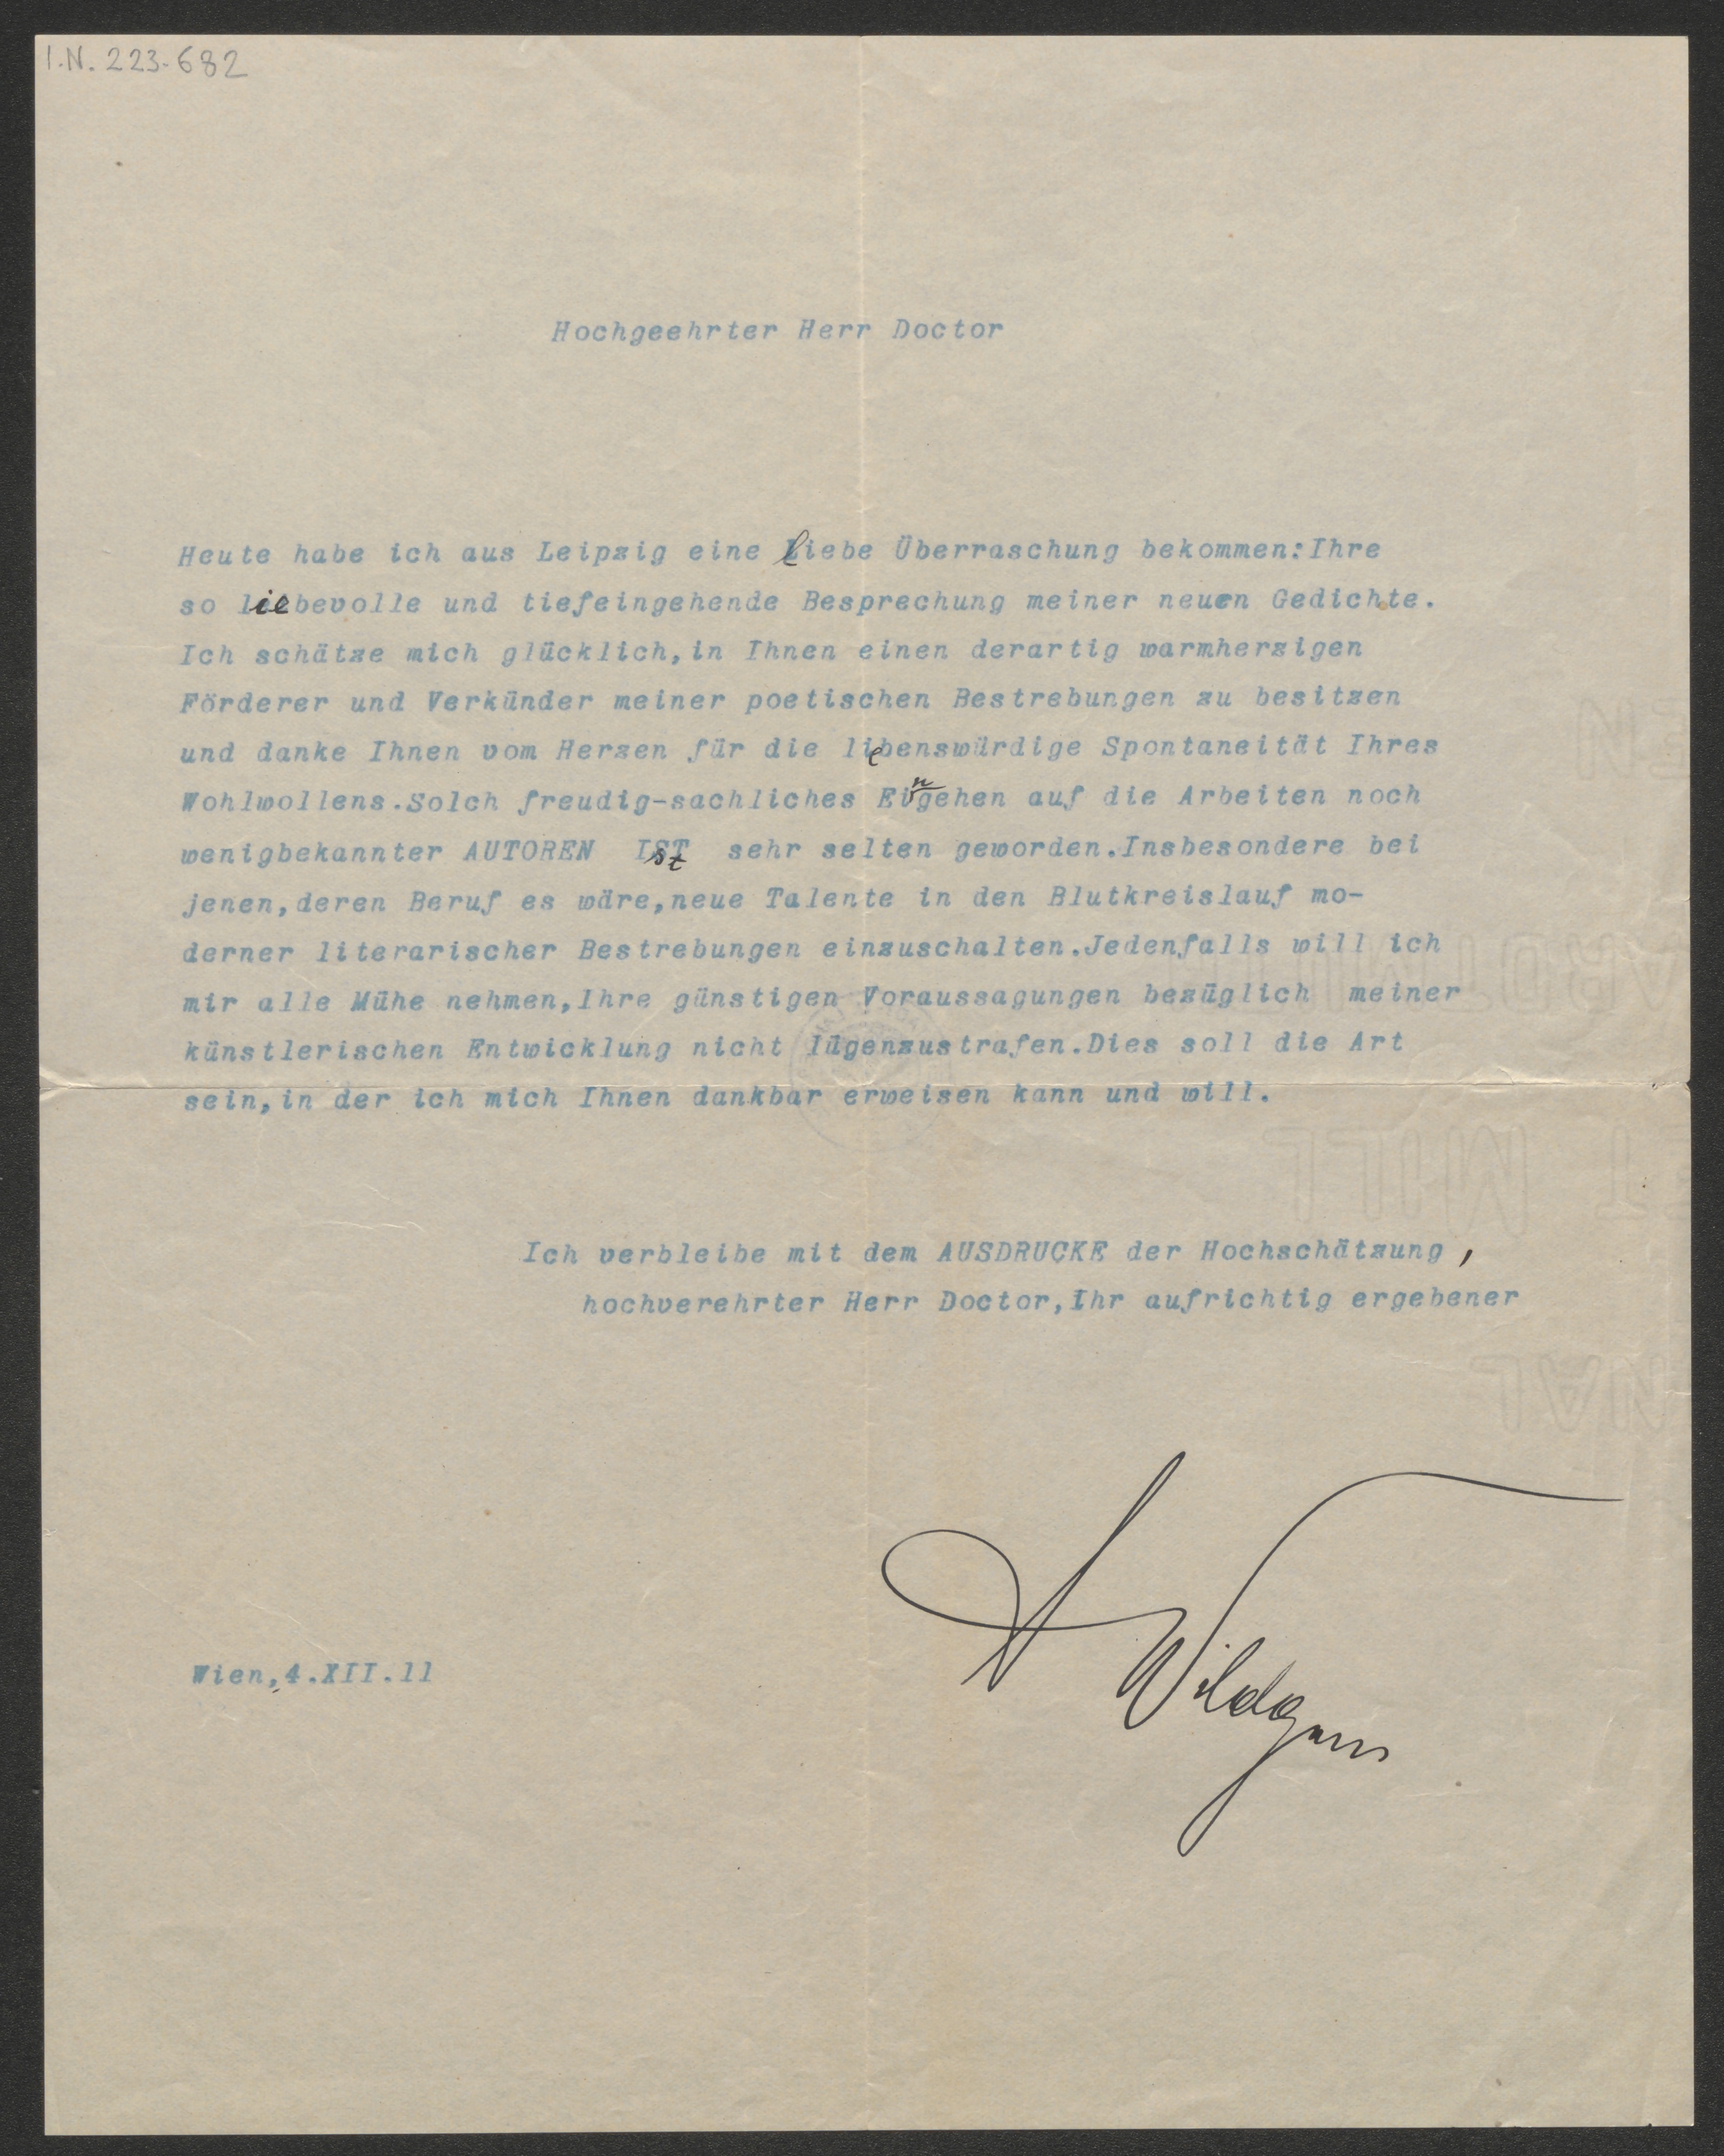 I.N. 223.682
Hochgeehrter Herr Doctor
Heute habe ich aus Leipzig eine liebe Überraschung bekommen:Ihre
so liebevolle und tiefeingehende Besprechung meiner neuen Gedichte.
Ich schätze mich glücklich,in Ihnen einen derartig warmherzigen
Förderer und Verkünder meiner poetischen Bestrebungen zu besitzen
und danke Ihnen vom Herzen für die liebenswürdige Spontaneität Ihres
Wohlwollens.Solch freudig-sachliches Eingehen auf die Arbeiten noch
wenigbekannter AUTOREN Ist sehr selten geworden.Insbesondere bei
jenen,deren Beruf es wäre,neue Talente in den Blutkreislauf mo-
derner literarischer Bestrebungen einzuschalten.Jedenfalls will ich
mir alle Mühe nehmen,Ihre günstigen Voraussagungen bezüglich meiner
künstlerischen Entwicklung nicht lügenzustrafen.Dies soll die Art
sein,in der ich mich Ihnen dankbar erweisen kann und will.
Ich verbleibe mit dem AUSDRUCKE der Hochschätzung,
hochverehrter Herr Doctor,Ihr aufrichtig ergebener
A Wildgans
Wien,4.XII.11